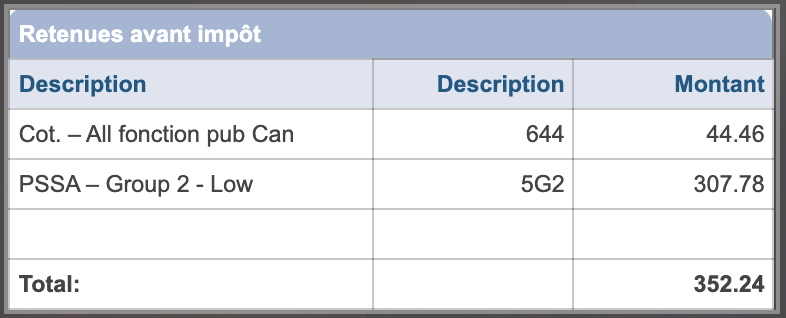 Retenues avant impôt
Description Description Montant
Cot. – All fonction pub Can 644 44.46
PSSA – Group 2 - Low 5G2 307.78
Total: 352.24